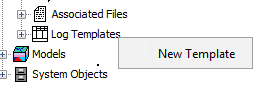 Associated Files
Log Templates
Models
New Template
System Objects